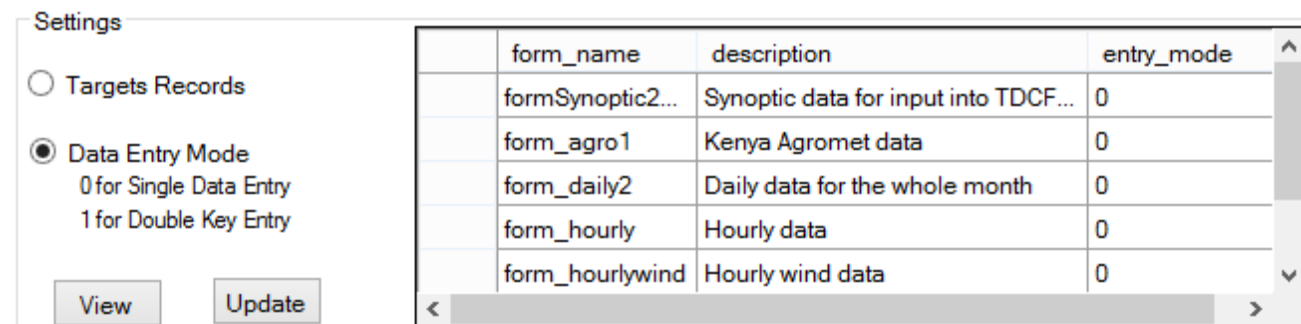 Settings
Targets Records
Data Entry Mode
0 for Single Data Entry
1 for Double Key Entry
View Update
form_name description entry_mode
formSynoptic2... Synoptic data for input into TDCF... 0
form_agro1 Kenya Agromet data 0
form_daily2 Daily data for the whole month 0
form_hourly Hourly data 0
form_hourlywind Hourly wind data 0